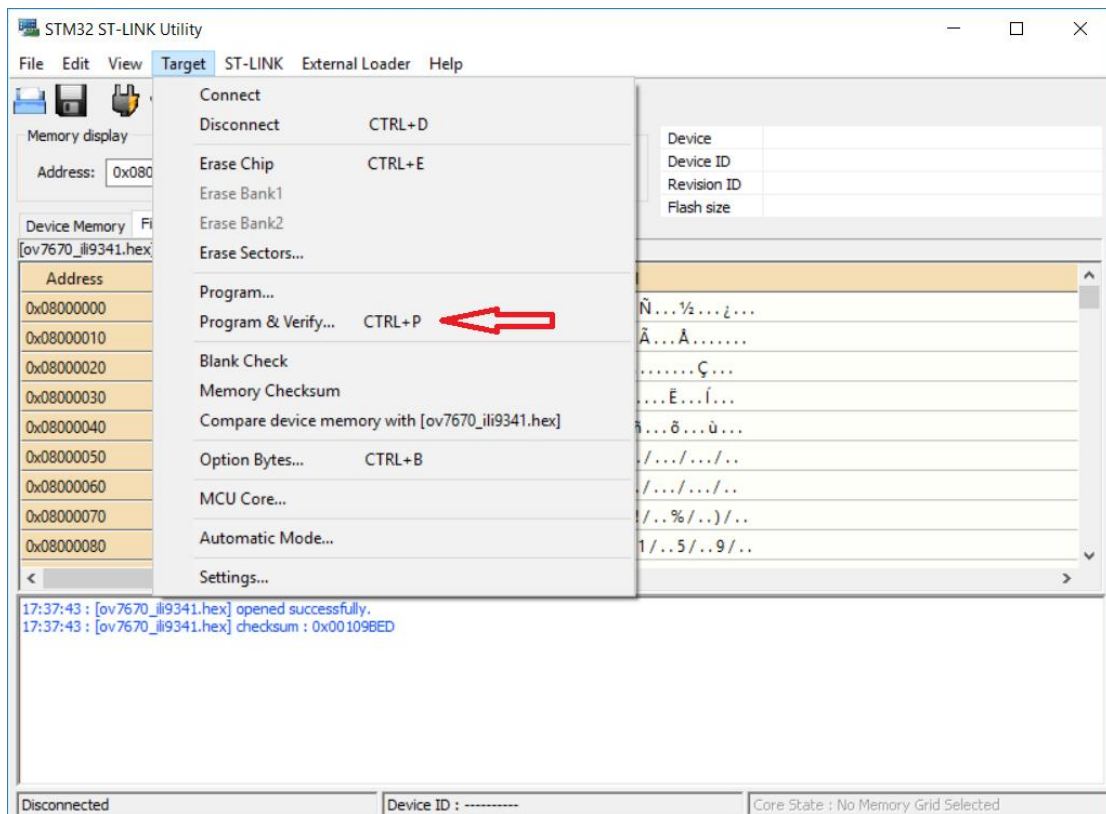 STM32 ST-LINK Utility
File Edit View Target ST-LINK External Loader Help
Connect
Disconnect CTRL+D
Erase Chip CTRL+E
Erase Bank1
Erase Bank2
Erase Sectors...
Program...
Program & Verify... CTRL+P
Blank Check
Memory Checksum
Compare device memory with [ov7670_ili9341.hex]
Option Bytes... CTRL+B
MCU Core...
Automatic Mode...
Settings...
Memory display
Address: 0x080
Device
Device ID
Revision ID
Flash size
Device Memory Fi
[ov7670_ili9341.hex]
Address
0x08000000 Ñ...½...¿...
0x08000010 Ã...Å.......
0x08000020 .......Ç...
0x08000030 ....Ë...Í...
0x08000040 ...õ...ù...
0x08000050 ./.../.../..
0x08000060 ./.../.../..
0x08000070 !/..%/..)/..
0x08000080 1/..5/..9/..
17:37:43 : [ov7670_ili9341.hex] opened successfully.
17:37:43 : [ov7670_ili9341.hex] checksum : 0x00109BED
Disconnected Device ID : ---------- Core State : No Memory Grid Selected